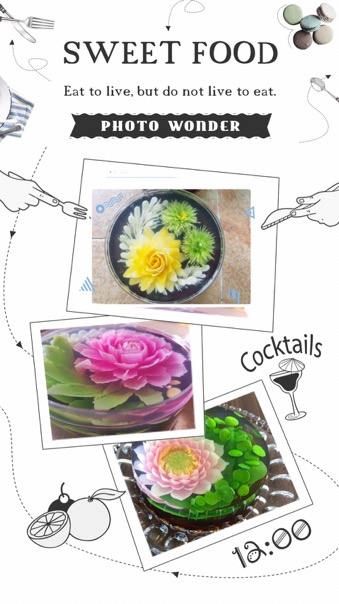 SWEET FOOD
Eat to live, but do not live to eat.
PHOTO WONDER
Cocktails
12:00